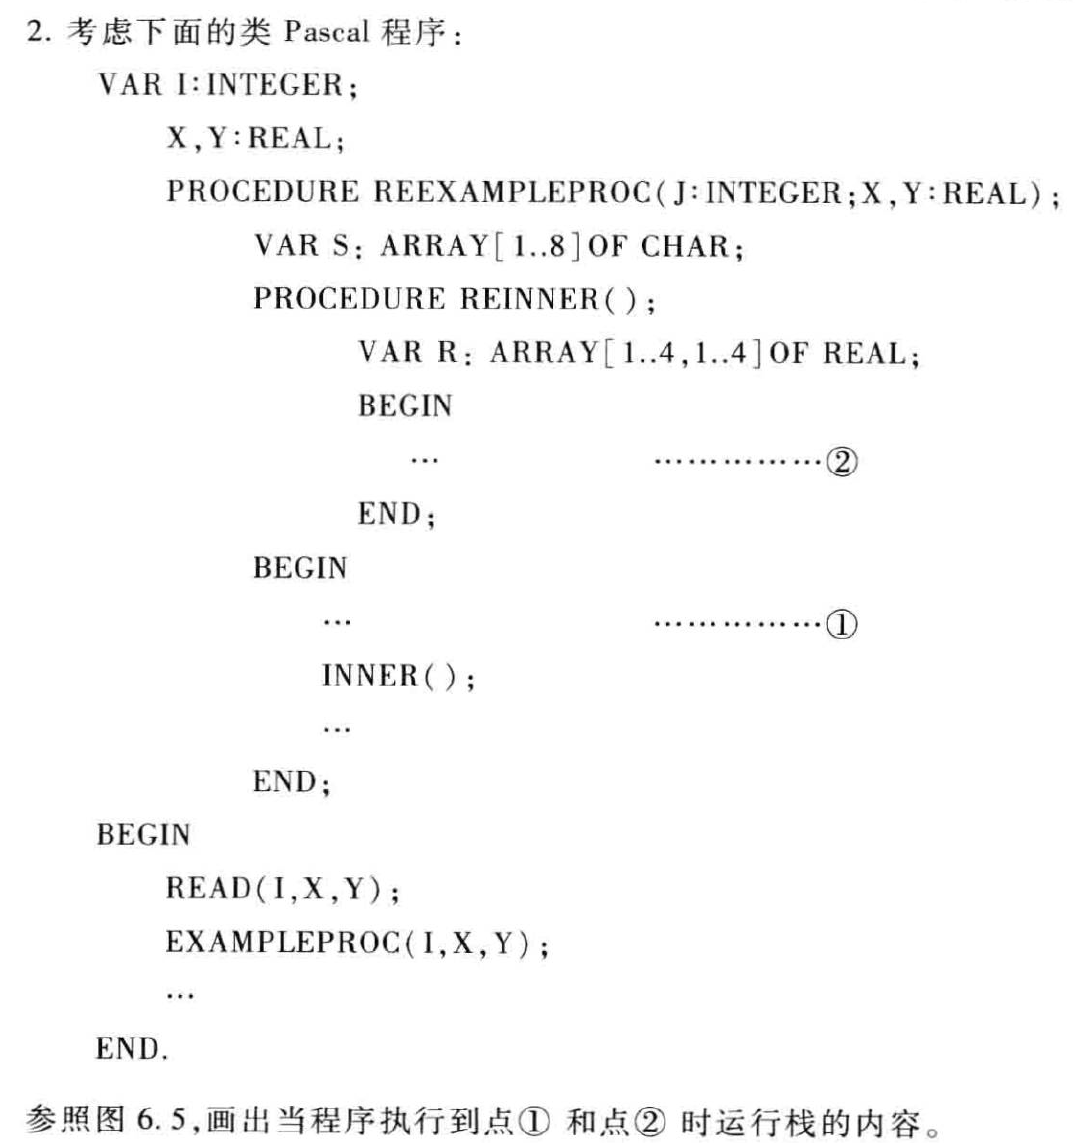 2. 考虑下面的类 Pascal 程序：
VAR I:INTEGER;
X,Y:REAL;
PROCEDURE REEXAMPLEPROC(J:INTEGER;X,Y:REAL);
VAR S: ARRAY[1..8]OF CHAR;
PROCEDURE REINNER();
VAR R: ARRAY[1..4,1..4]OF REAL;
BEGIN
… ……………②
END;
BEGIN
… ……………①
INNER();
…
END;
BEGIN
READ(I,X,Y);
EXAMPLEPROC(I,X,Y);
…
END.
参照图 6.5,画出当程序执行到点① 和点② 时运行栈的内容。